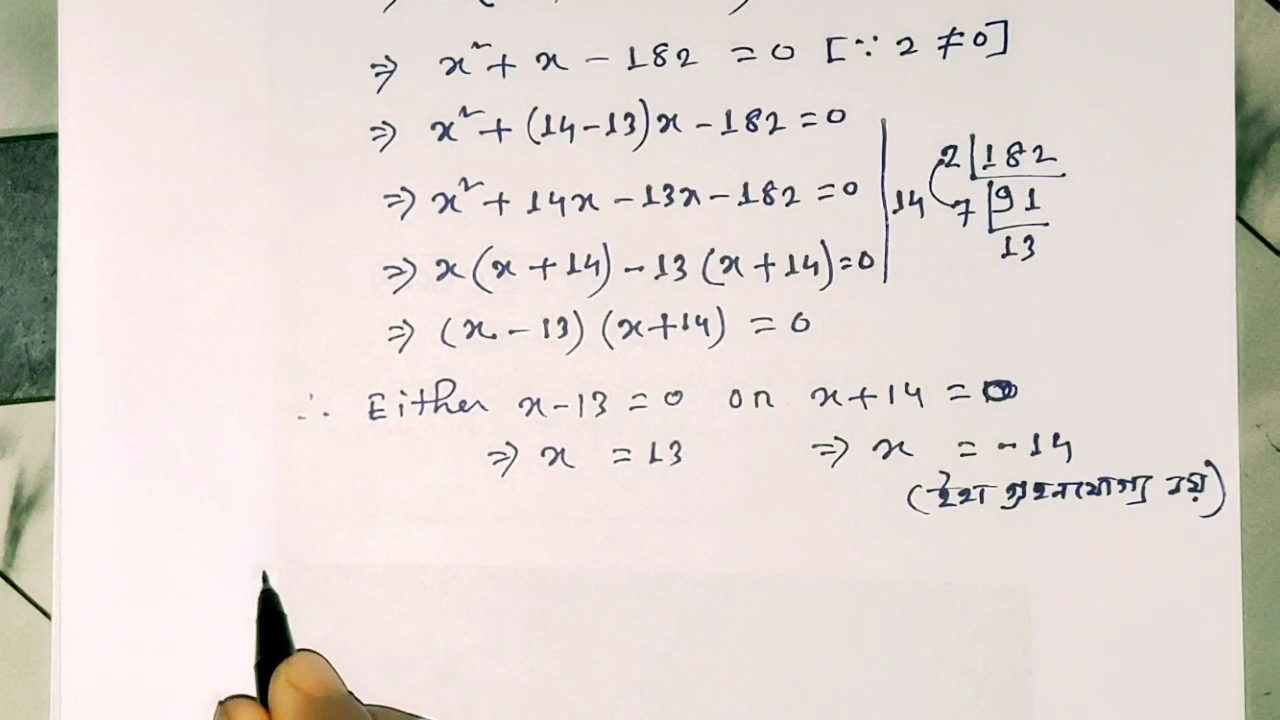 ⇒ x² + x - 182 = 0 [∵ 2 ≠ 0]
⇒ x² + (14-13)x - 182 = 0
⇒ x² + 14x - 13x - 182 = 0
⇒ x(x + 14) - 13(x + 14) = 0
⇒ (x - 13)(x + 14) = 0
∴ Either x - 13 = 0 or x + 14 = 0
⇒ x = 13 ⇒ x = -14
(ইহা গ্রহনযোগ্য নয়)
2 | 182
14 7 | 91
13